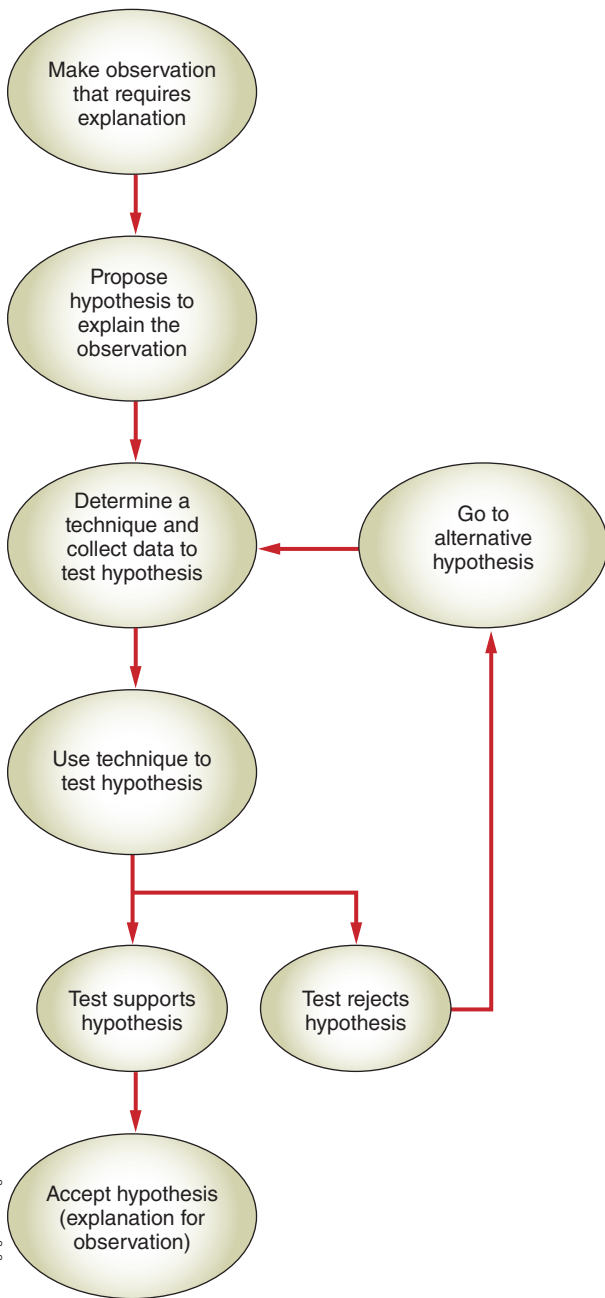 Make observation
that requires
explanation
Propose
hypothesis to
explain the
observation
Determine a
technique and
collect data to
test hypothesis
Go to
alternative
hypothesis
Use technique to
test hypothesis
Test supports
hypothesis
Test rejects
hypothesis
Accept hypothesis
(explanation for
observation)